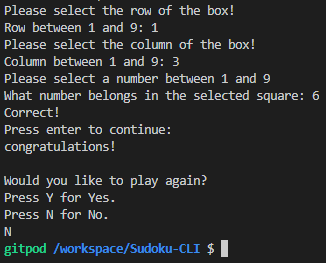 Please select the row of the box!
Row between 1 and 9: 1
Please select the column of the box!
Column between 1 and 9: 3
Please select a number between 1 and 9
What number belongs in the selected square: 6
Correct!
Press enter to continue:
congratulations!

Would you like to play again?
Press Y for Yes.
Press N for No.
N
gitpod /workspace/Sudoku-CLI $